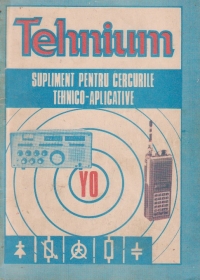 Tehnium
SUPLIMENT PENTRU CERCURILE
TEHNICO-APLICATIVE
YO